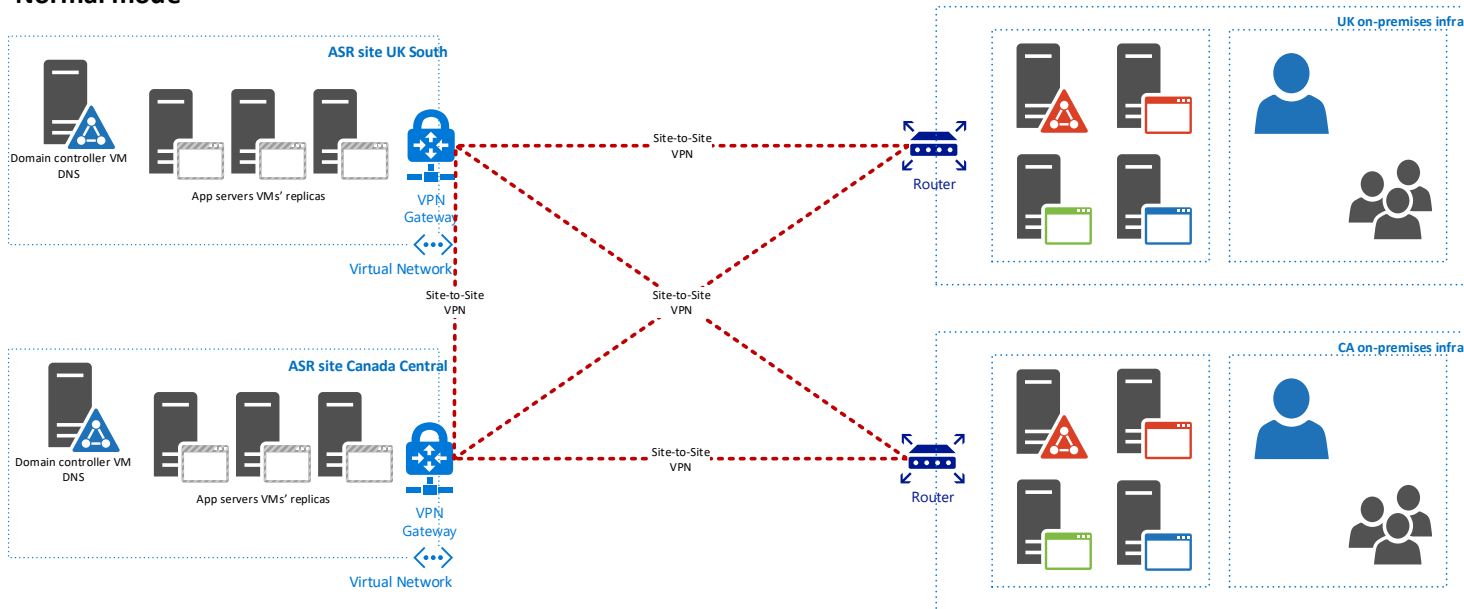 Normal mode
ASR site UK South
UK on-premises infra
Domain controller VM
DNS
App servers VMs’ replicas
VPN
Gateway
Virtual Network
Site-to-Site
VPN
Router
Site-to-Site
VPN
Site-to-Site
VPN
ASR site Canada Central
CA on-premises infra
Domain controller VM
DNS
App servers VMs’ replicas
VPN
Gateway
Virtual Network
Site-to-Site
VPN
Router